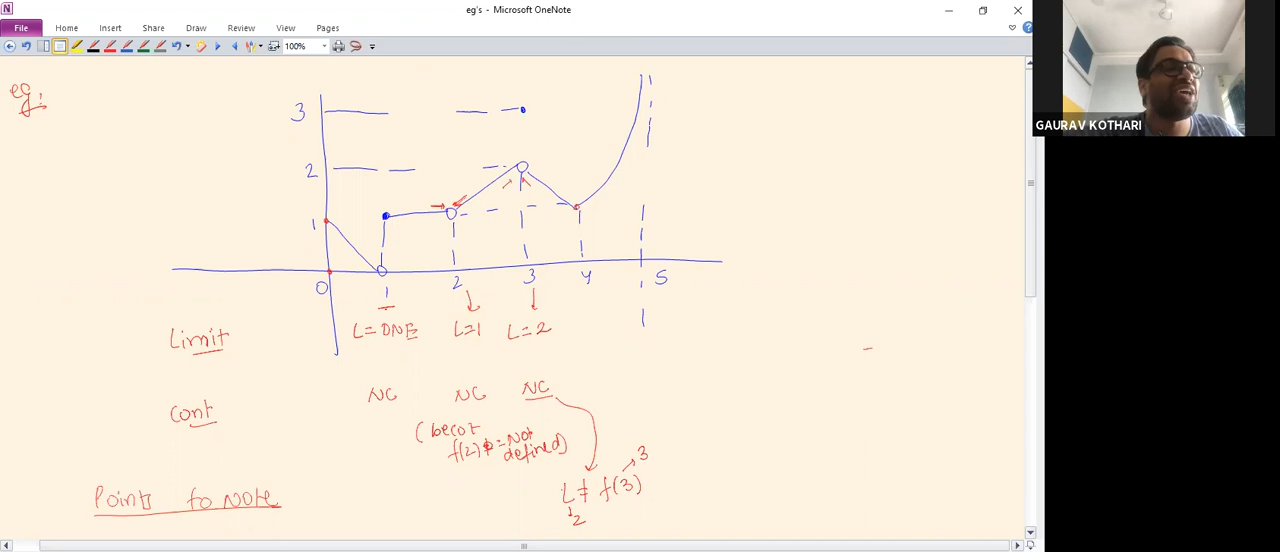 eg's - Microsoft OneNote
File Home Insert Share Draw Review View Pages
100%
GAURAV KOTHARI
eg:
3
2
1
0 1 2 3 4 5
L=DNE L=1 L=2
Limit
NC NC NC
Cont
(becoz
f(2) = Not
defined)
3
L ≠ f(3)
2
Points to Note